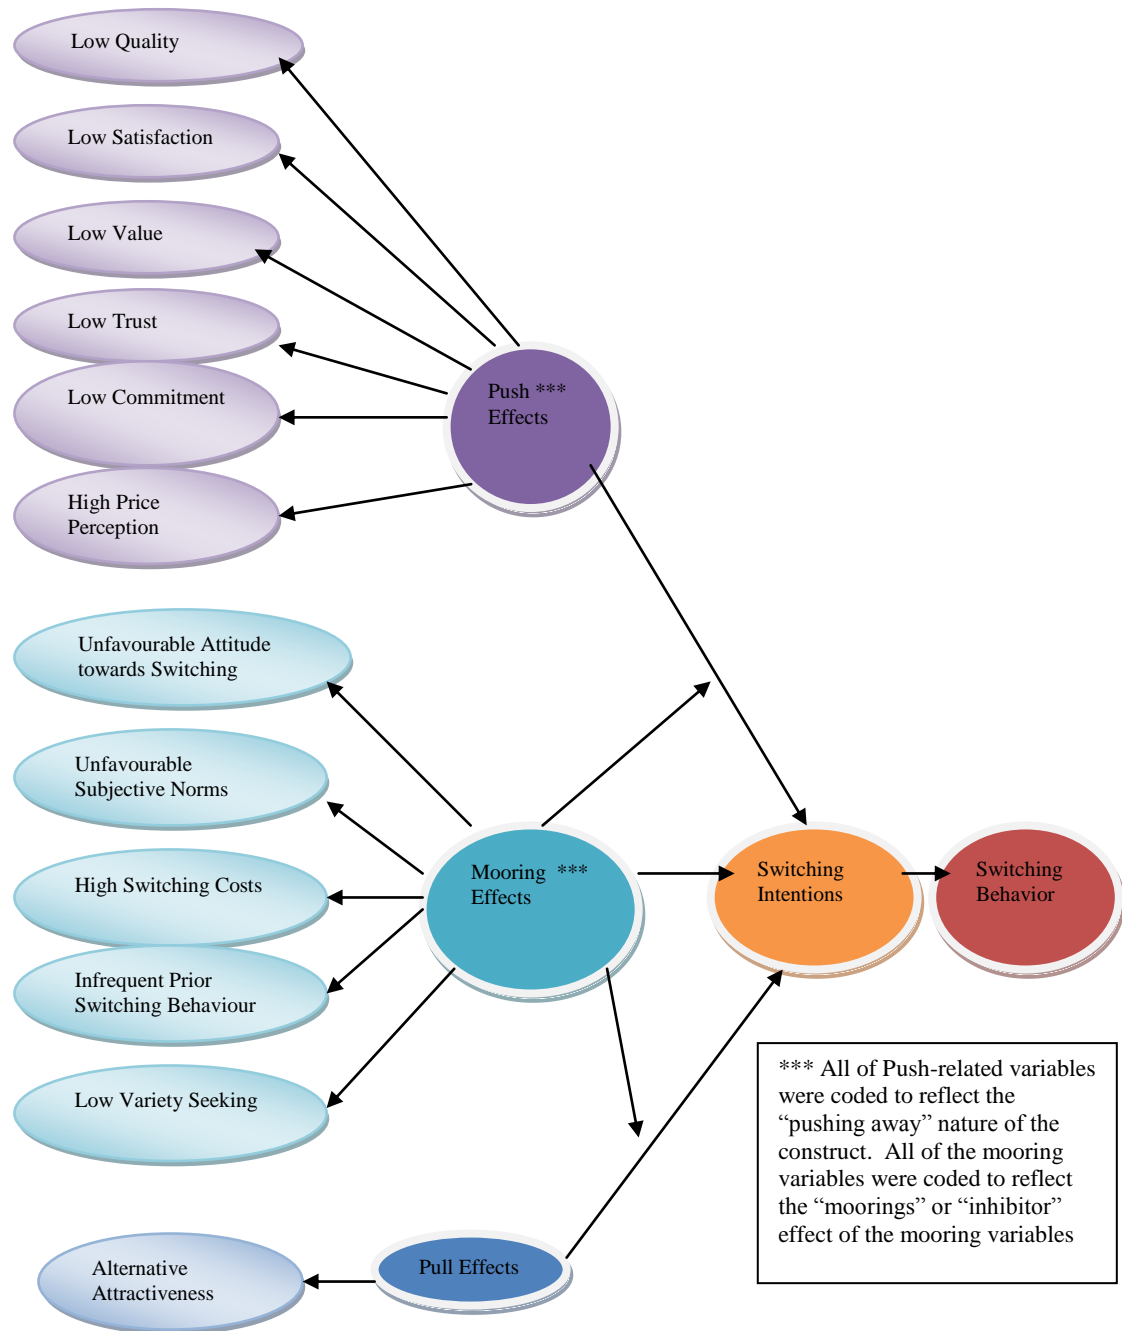 Low Quality
Low Satisfaction
Low Value
Low Trust
Low Commitment
High Price
Perception
Push ***
Effects
Unfavourable Attitude
towards Switching
Unfavourable
Subjective Norms
High Switching Costs
Infrequent Prior
Switching Behaviour
Low Variety Seeking
Mooring ***
Effects
Switching
Intentions
Switching
Behavior
Alternative
Attractiveness
Pull Effects
*** All of Push-related variables
were coded to reflect the
“pushing away” nature of the
construct. All of the mooring
variables were coded to reflect
the “moorings” or “inhibitor”
effect of the mooring variables